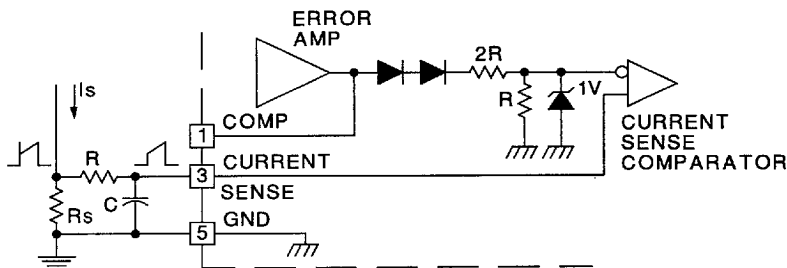 ERROR
AMP
2R
R
1V
Is
1
COMP
CURRENT
SENSE
COMPARATOR
R
3
CURRENT
SENSE
Rs
C
5
GND